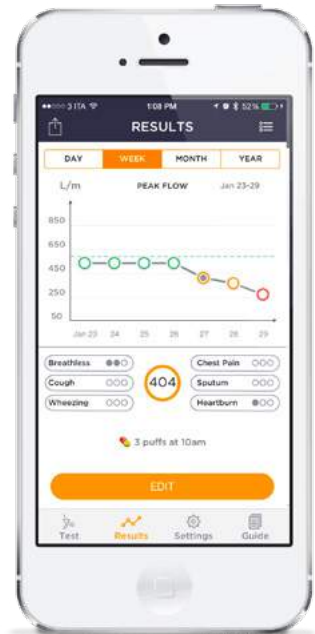 3 ITA 1:08 PM 52%
RESULTS
DAY WEEK MONTH YEAR
L/m PEAK FLOW Jan 23-29
850
650
450
250
50
Jan 23 24 25 26 27 28 29
Breathless 404 Chest Pain
Cough Sputum
Wheezing Heartburn
3 puffs at 10am
EDIT
Test Results Settings Guide